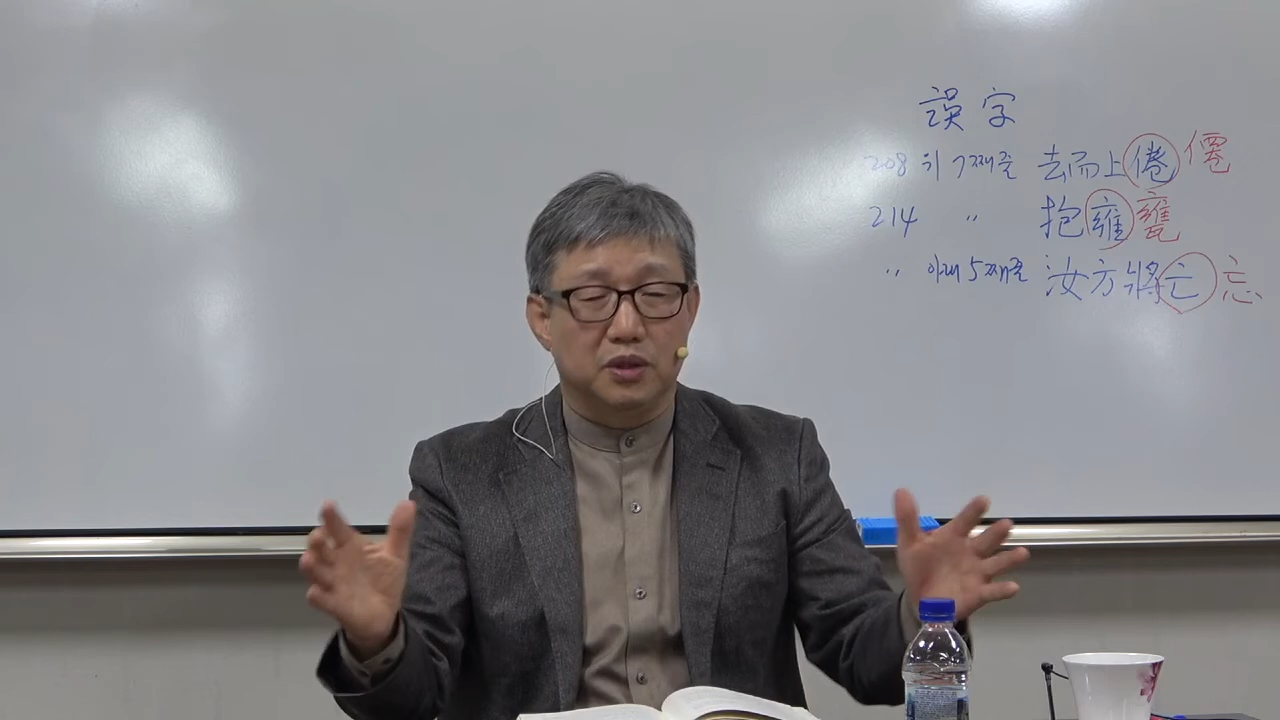 誤字
208 위 7째줄 去而上倦 僊
214 〃 抱雍 甕
〃 아래 5째줄 汝方將亡 忘